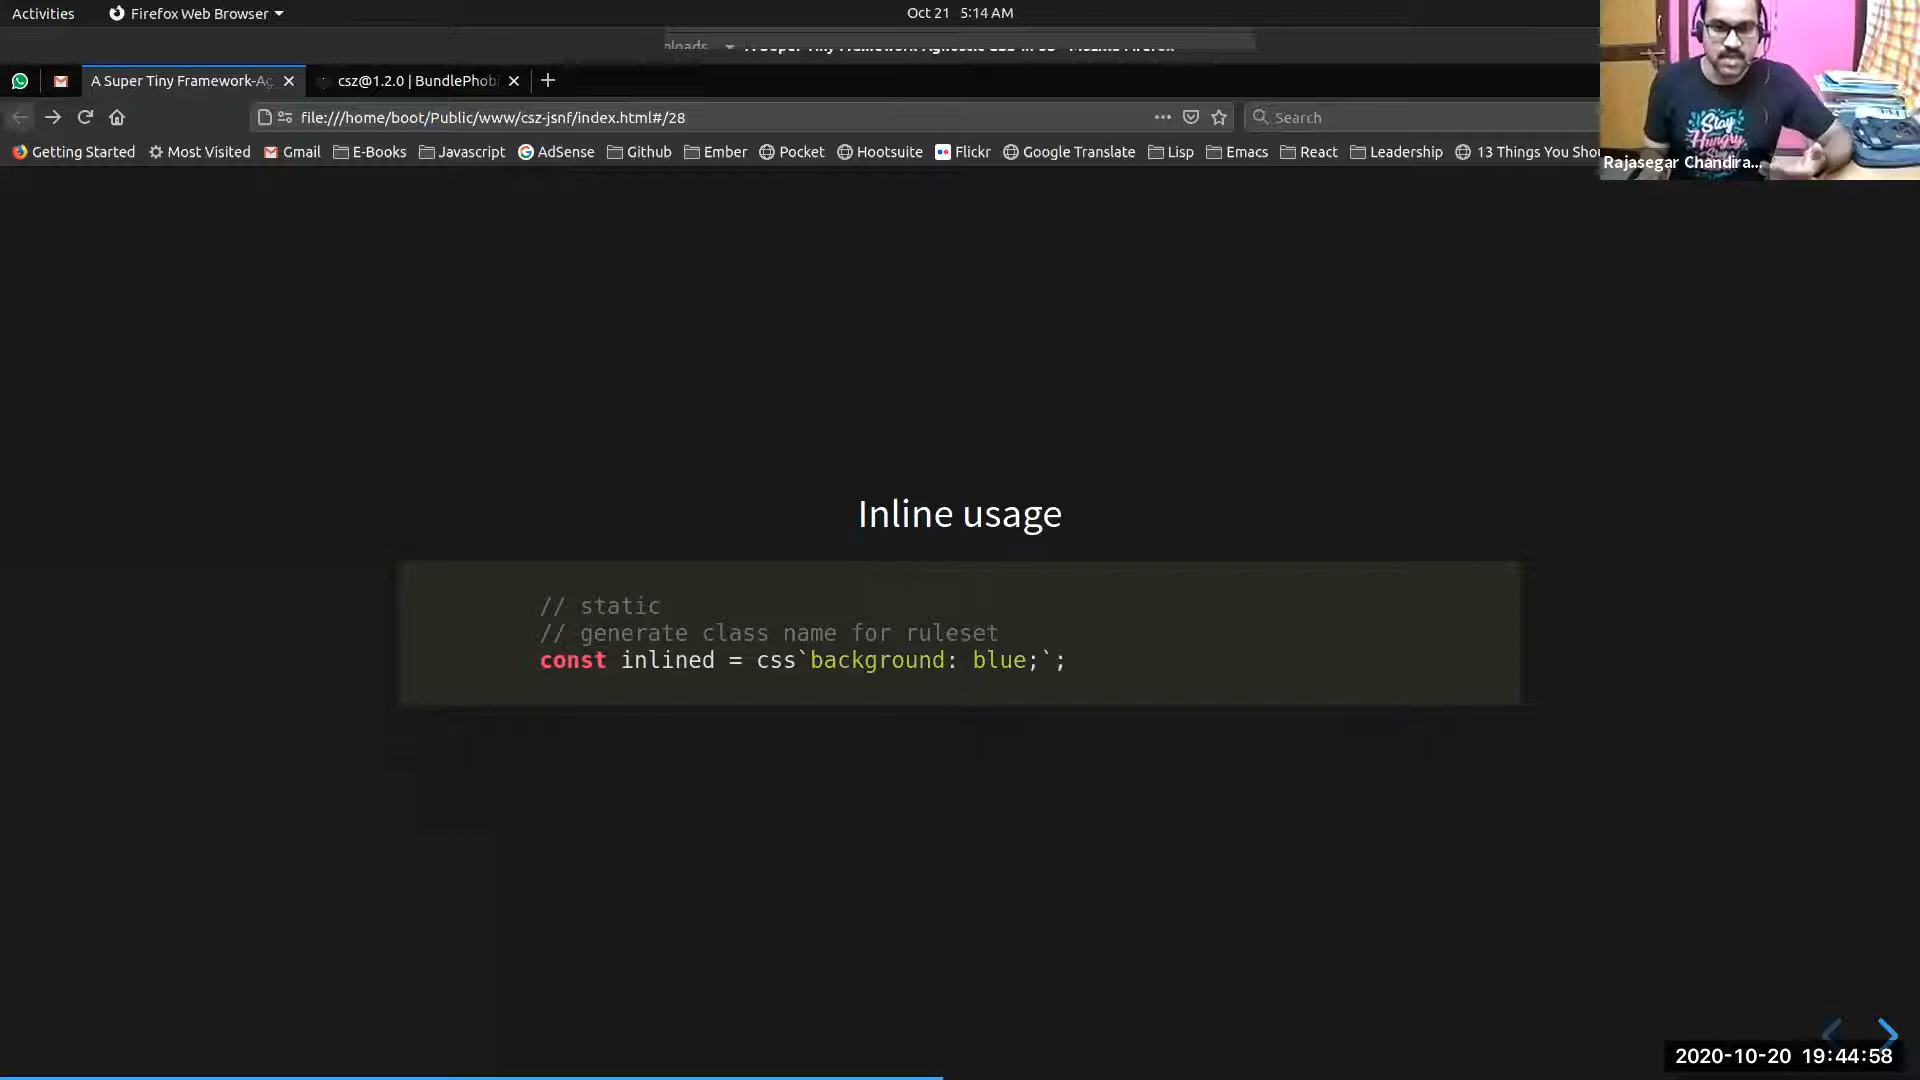 Activities
Firefox Web Browser
Oct 21 5:14 AM
A Super Tiny Framework-Ag
csz@1.2.0 | BundlePhobi
file:///home/boot/Public/www/csz-jsnf/index.html#/28
Search
Getting Started
Most Visited
Gmail
E-Books
Javascript
AdSense
Github
Ember
Pocket
Hootsuite
Flickr
Google Translate
Lisp
Emacs
React
Leadership
13 Things You Shou
Stay
Hungry
Rajasegar Chandira...
Inline usage
// static
// generate class name for ruleset
const inlined = css`background: blue;`;
2020-10-20 19:44:58